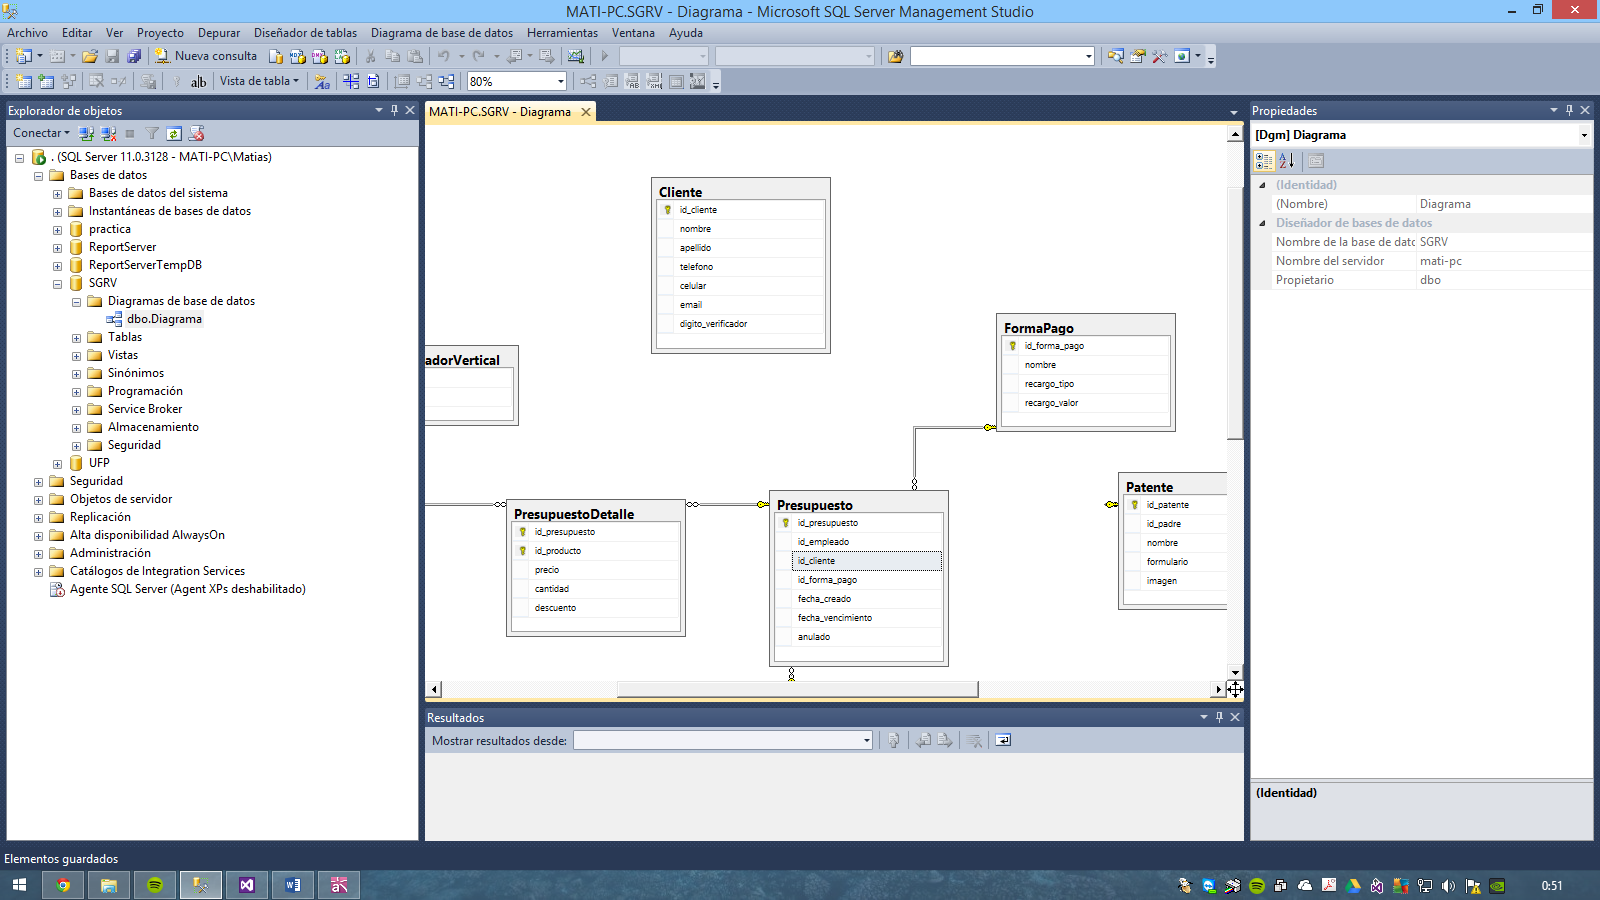 MATI-PC.SGRV - Diagrama - Microsoft SQL Server Management Studio
Archivo Editar Ver Proyecto Depurar Diseñador de tablas Diagrama de base de datos Herramientas Ventana Ayuda
Nueva consulta
Vista de tabla 80%
Explorador de objetos
Conectar
. (SQL Server 11.0.3128 - MATI-PC\Matias)
Bases de datos
Bases de datos del sistema
Instantáneas de bases de datos
practica
ReportServer
ReportServerTempDB
SGRV
Diagramas de base de datos
dbo.Diagrama
Tablas
Vistas
Sinónimos
Programación
Service Broker
Almacenamiento
Seguridad
UFP
Seguridad
Objetos de servidor
Replicación
Alta disponibilidad AlwaysOn
Administración
Catálogos de Integration Services
Agente SQL Server (Agent XPs deshabilitado)
MATI-PC.SGRV - Diagrama
Cliente
id_cliente
nombre
apellido
telefono
celular
email
digito_verificador
adorVertical
FormaPago
id_forma_pago
nombre
recargo_tipo
recargo_valor
PresupuestoDetalle
id_presupuesto
id_producto
precio
cantidad
descuento
Presupuesto
id_presupuesto
id_empleado
id_cliente
id_forma_pago
fecha_creado
fecha_vencimiento
anulado
Patente
id_patente
id_padre
nombre
formulario
imagen
Resultados
Mostrar resultados desde:
Propiedades
[Dgm] Diagrama
(Identidad)
(Nombre) Diagrama
Diseñador de bases de datos
Nombre de la base de datc SGRV
Nombre del servidor mati-pc
Propietario dbo
(Identidad)
Elementos guardados
0:51